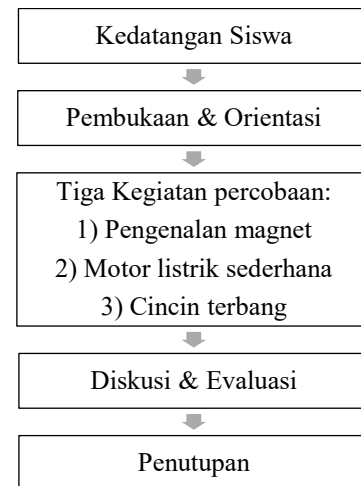 Kedatangan Siswa
Pembukaan & Orientasi
Tiga Kegiatan percobaan:
1) Pengenalan magnet
2) Motor listrik sederhana
3) Cincin terbang
Diskusi & Evaluasi
Penutupan